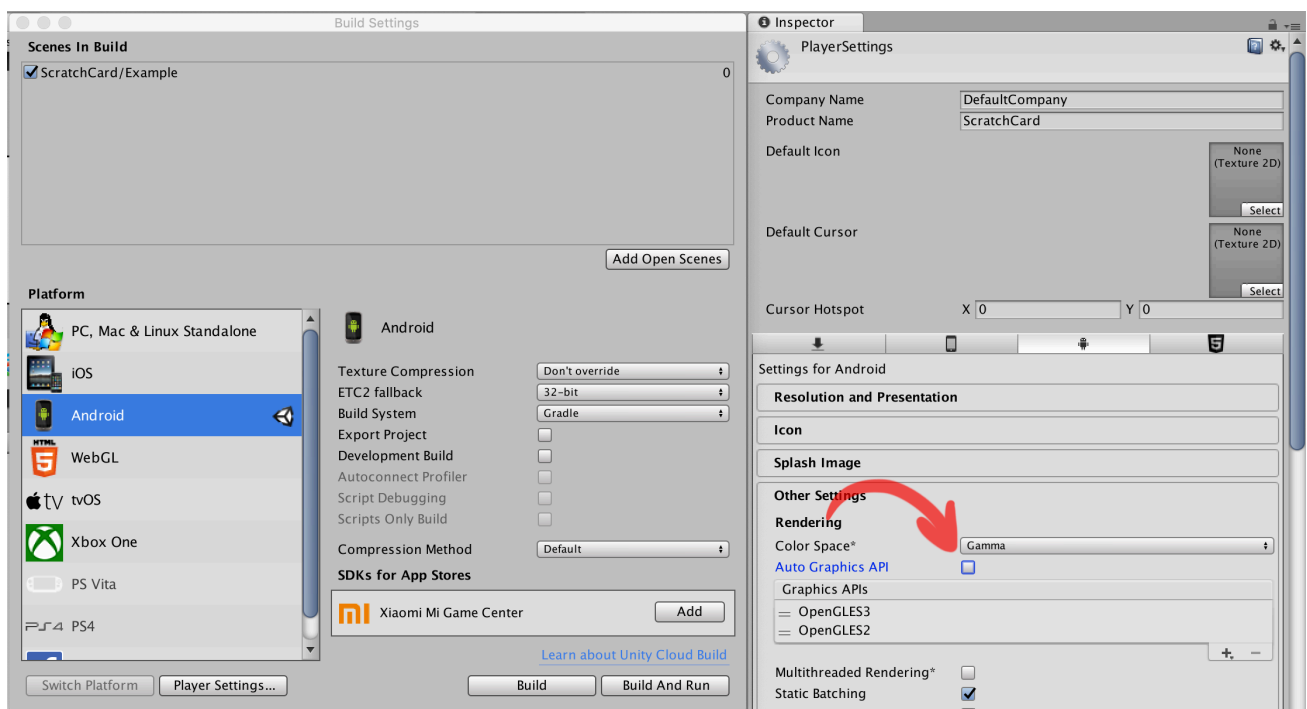 Build Settings
Scenes In Build
ScratchCard/Example 0
Add Open Scenes
Platform
PC, Mac & Linux Standalone
iOS
Android
HTML
5
WebGL
tv tvOS
Xbox One
PS Vita
PS4 PS4
Switch Platform
Player Settings...
Android
Texture Compression Don't override
ETC2 fallback 32-bit
Build System Gradle
Export Project
Development Build
Autoconnect Profiler
Script Debugging
Scripts Only Build
Compression Method Default
SDKs for App Stores
Xiaomi Mi Game Center Add
Learn about Unity Cloud Build
Build
Build And Run
Inspector
PlayerSettings
Company Name DefaultCompany
Product Name ScratchCard
Default Icon
None
(Texture 2D)
Select
Default Cursor
None
(Texture 2D)
Select
Cursor Hotspot X 0 Y 0
5
Settings for Android
Resolution and Presentation
Icon
Splash Image
Other Settings
Rendering
Color Space* Gamma
Auto Graphics API
Graphics APIs
= OpenGLES3
= OpenGLES2
+ −
Multithreaded Rendering*
Static Batching